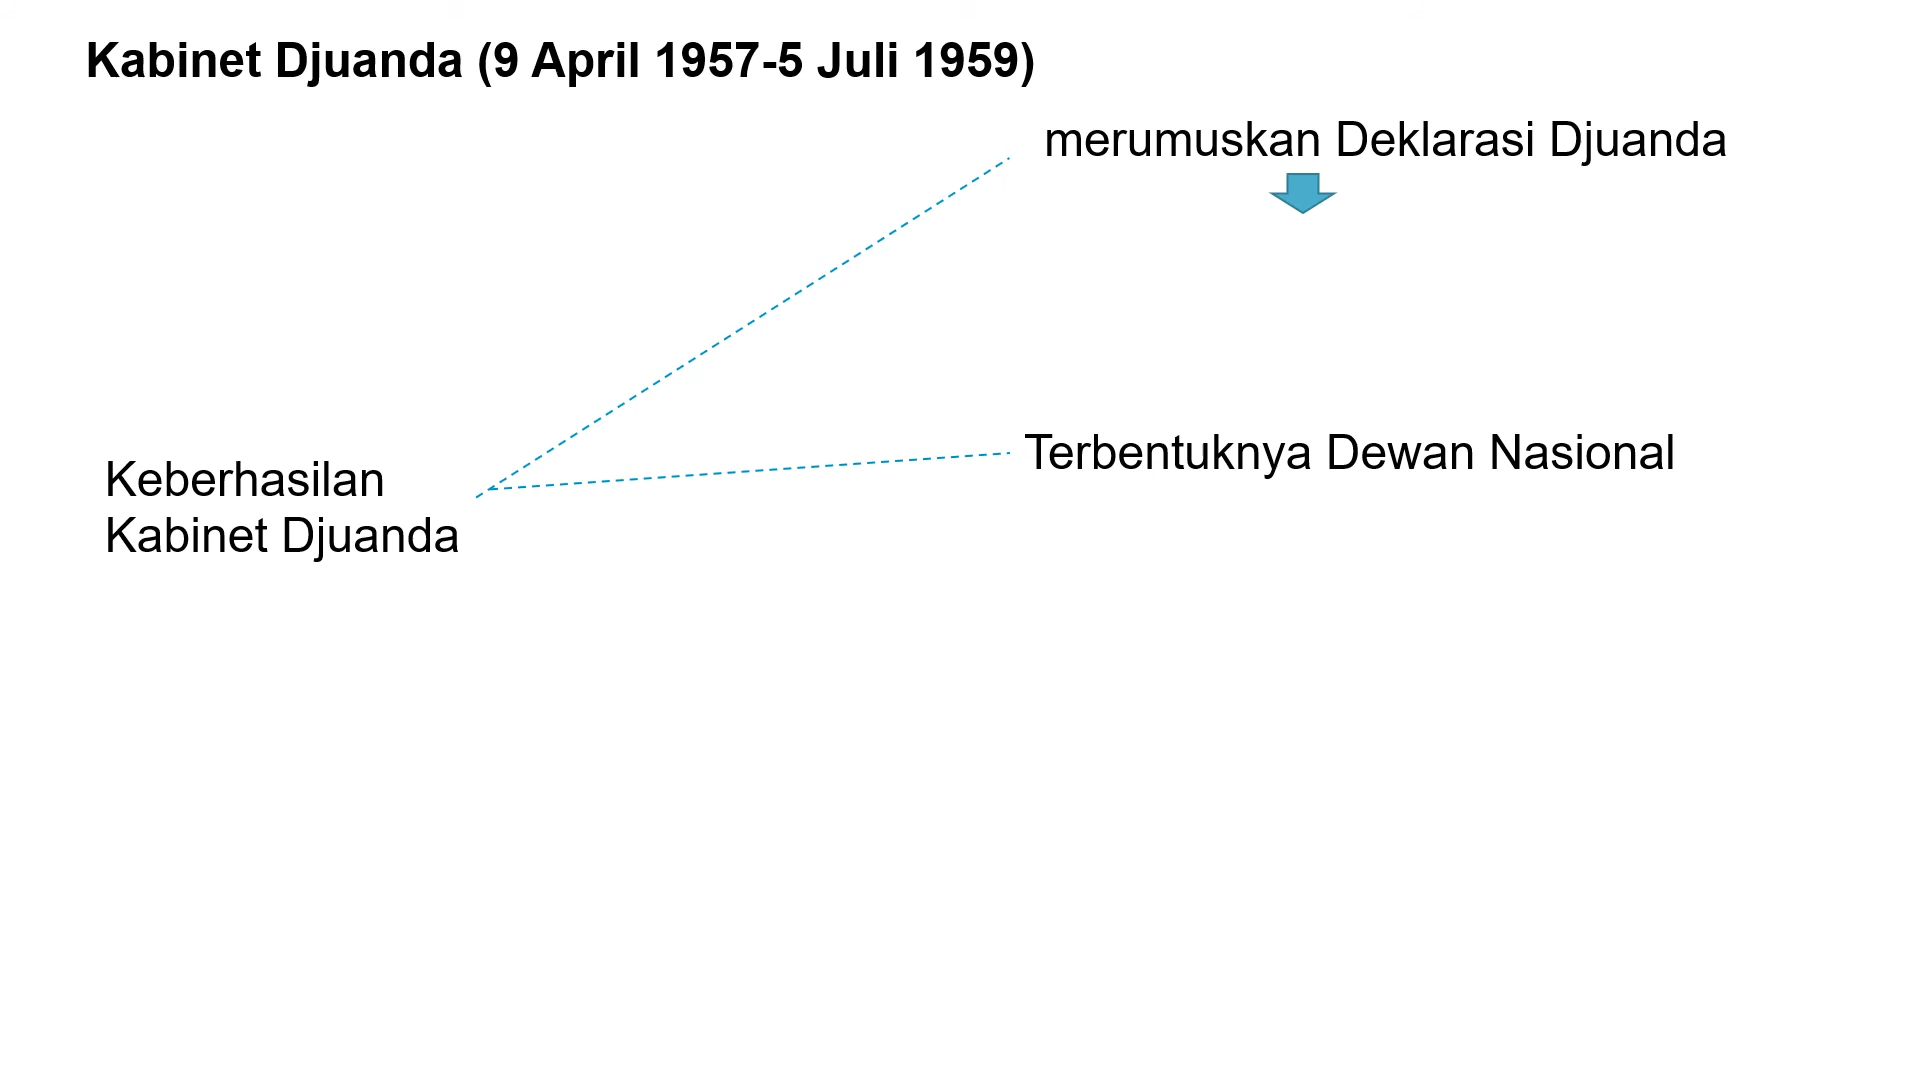 Kabinet Djuanda (9 April 1957-5 Juli 1959)
merumuskan Deklarasi Djuanda
Terbentuknya Dewan Nasional
Keberhasilan
Kabinet Djuanda